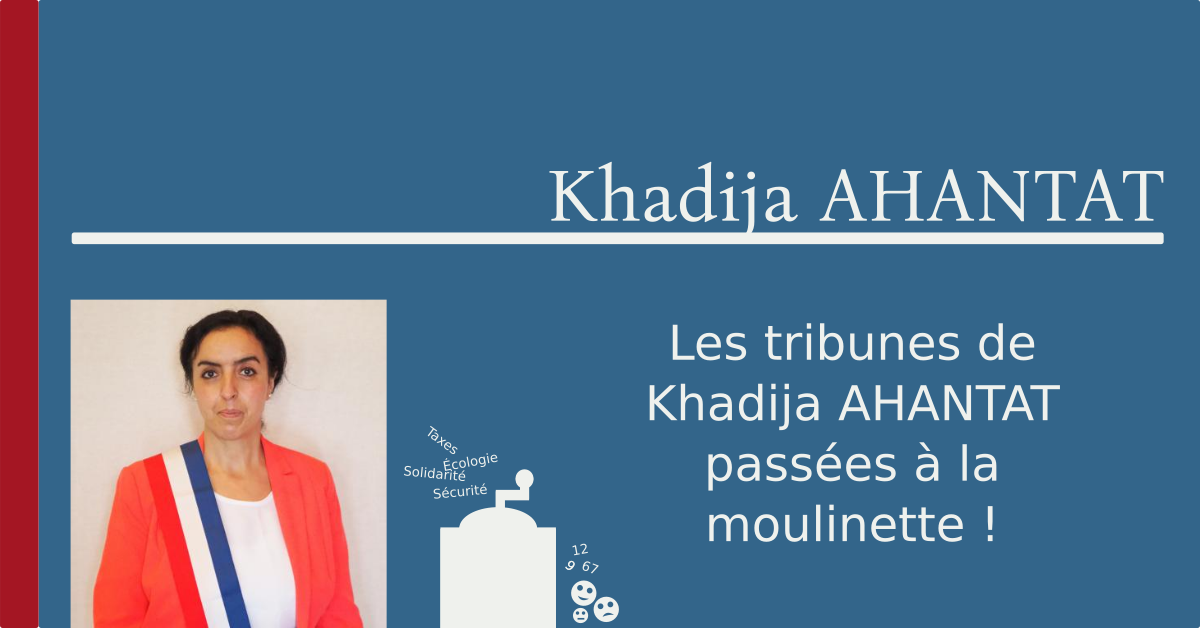 Khadija AHANTAT
Les tribunes de
Khadija AHANTAT
passées à la
moulinette !
Taxes
Écologie
Solidarité
Sécurité
12
9 67